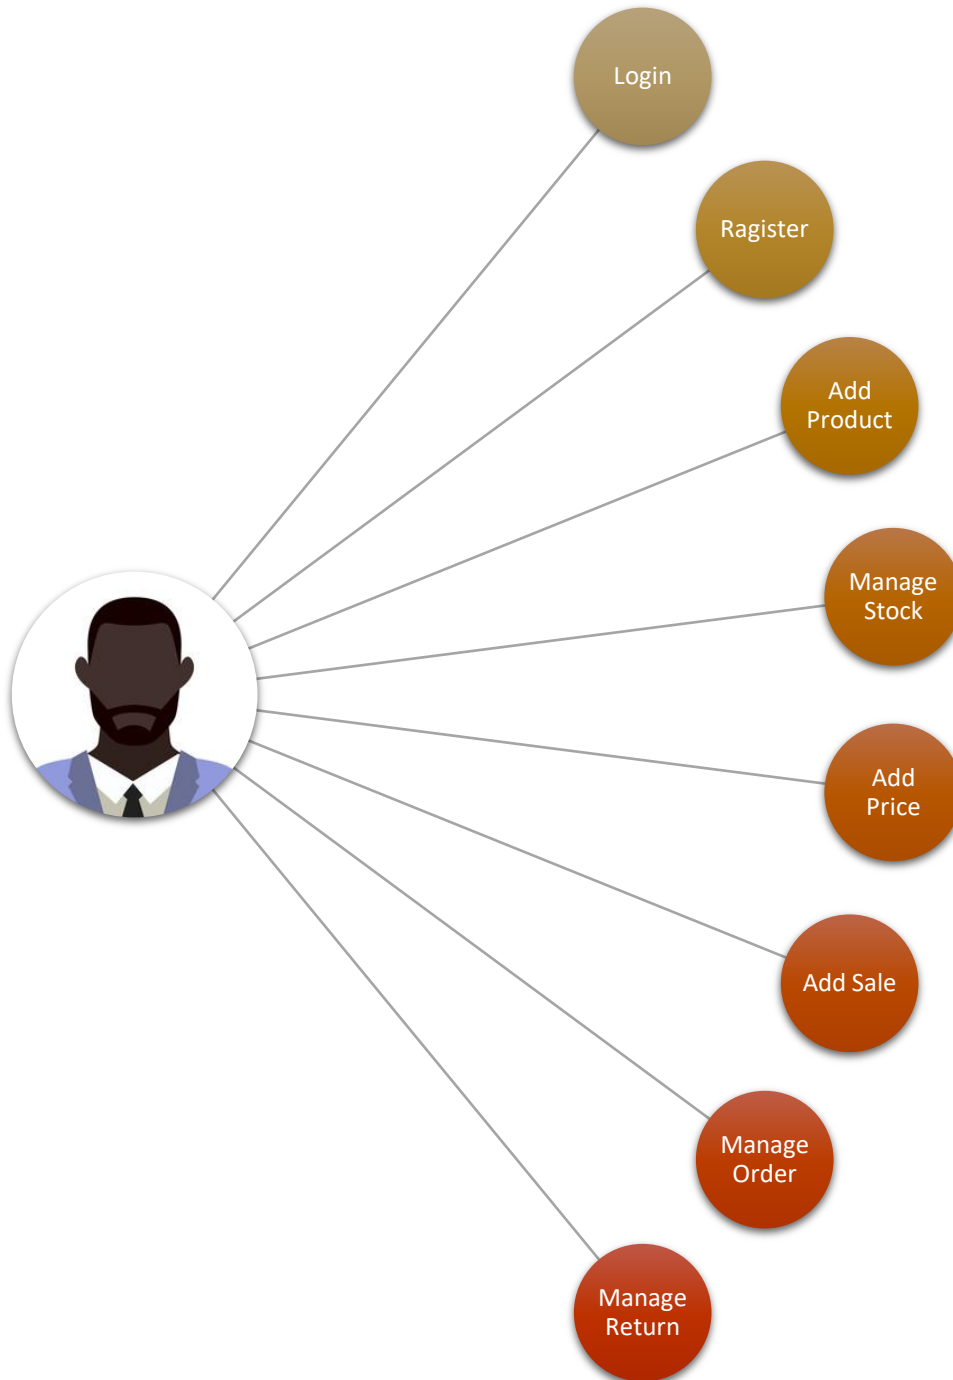 Login
Ragister
Add
Product
Manage
Stock
Add
Price
Add Sale
Manage
Order
Manage
Return